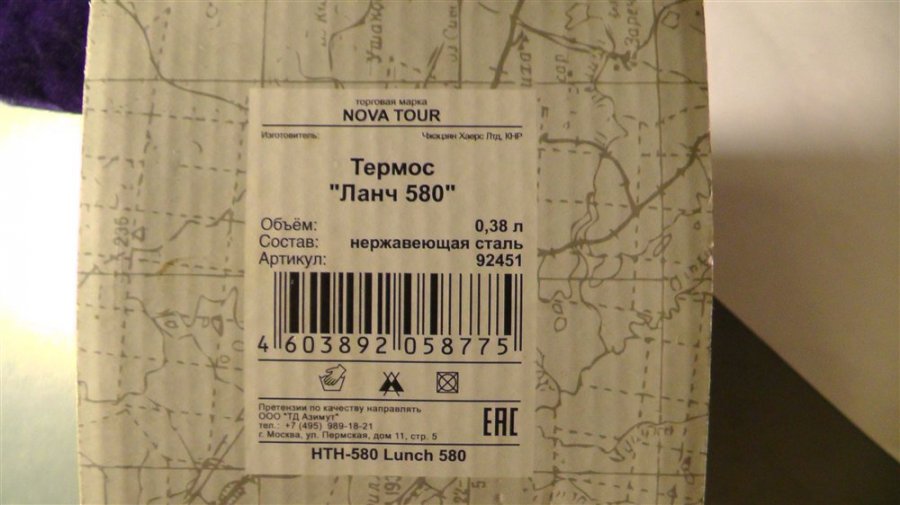 торговая марка
NOVA TOUR
Изготовитель: Чжэцзян Хаерс Лтд, КНР
Термос
"Ланч 580"
Объём: 0,38 л
Состав: нержавеющая сталь
Артикул: 92451
4 603892 058775
Претензии по качеству направлять
ООО "ТД Азимут"
тел.: +7 (495) 989-18-21
г. Москва, ул. Пермская, дом 11, стр. 5
EAC
HTH-580 Lunch 580